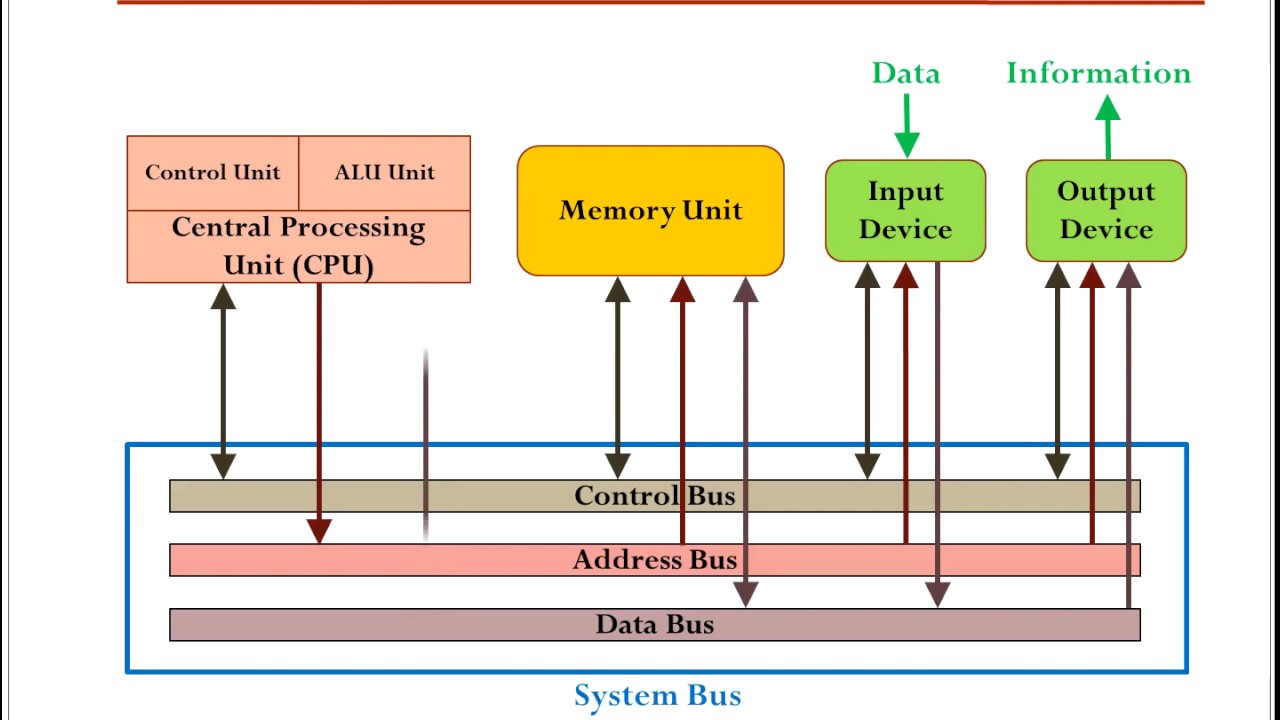 Data
Information
Control Unit
ALU Unit
Central Processing
Unit (CPU)
Memory Unit
Input
Device
Output
Device
Control Bus
Address Bus
Data Bus
System Bus